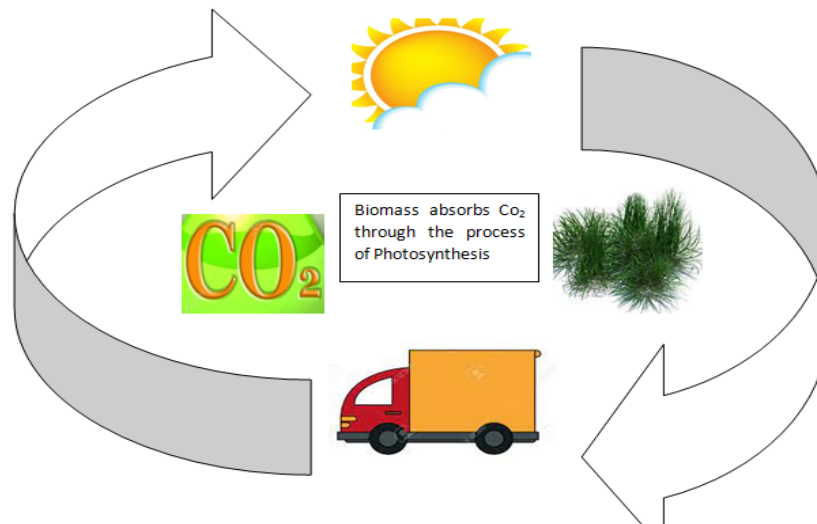 Biomass absorbs Co₂
through the process
of Photosynthesis
CO₂